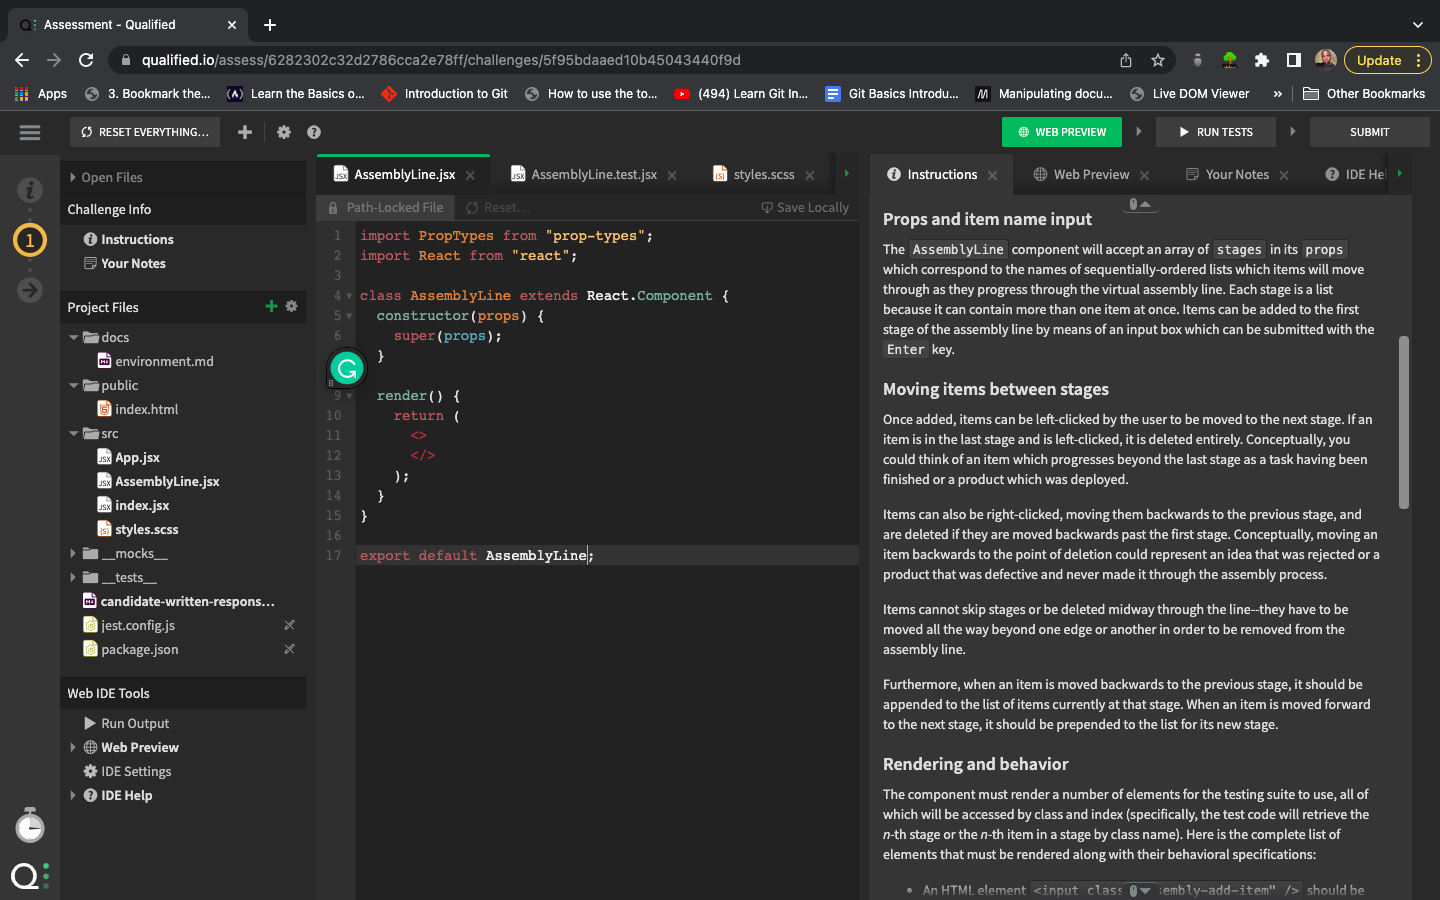 Assessment - Qualified
qualified.io/assess/6282302c32d2786cca2e78ff/challenges/5f95bdaaed10b45043440f9d
Update
Apps
3. Bookmark the...
Learn the Basics o...
Introduction to Git
How to use the to...
(494) Learn Git In...
Git Basics Introdu...
Manipulating docu...
Live DOM Viewer
»
Other Bookmarks
RESET EVERYTHING...
WEB PREVIEW
RUN TESTS
SUBMIT
Open Files
Challenge Info
Instructions
Your Notes
1
Project Files
docs
environment.md
public
index.html
src
App.jsx
AssemblyLine.jsx
index.jsx
styles.scss
__mocks__
__tests__
candidate-written-respons...
jest.config.js
package.json
Web IDE Tools
Run Output
Web Preview
IDE Settings
IDE Help
AssemblyLine.jsx
AssemblyLine.test.jsx
styles.scss
Path-Locked File
Reset...
Save Locally
1 import PropTypes from "prop-types";
2 import React from "react";
3
4 class AssemblyLine extends React.Component {
5 constructor(props) {
6 super(props);
}
9 render() {
10 return (
11 <>
12 </>
13 );
14 }
15 }
16
17 export default AssemblyLine;
Instructions
Web Preview
Your Notes
IDE Hel
Props and item name input
The AssemblyLine component will accept an array of stages in its props
which correspond to the names of sequentially-ordered lists which items will move
through as they progress through the virtual assembly line. Each stage is a list
because it can contain more than one item at once. Items can be added to the first
stage of the assembly line by means of an input box which can be submitted with the
Enter key.
Moving items between stages
Once added, items can be left-clicked by the user to be moved to the next stage. If an
item is in the last stage and is left-clicked, it is deleted entirely. Conceptually, you
could think of an item which progresses beyond the last stage as a task having been
finished or a product which was deployed.
Items can also be right-clicked, moving them backwards to the previous stage, and
are deleted if they are moved backwards past the first stage. Conceptually, moving an
item backwards to the point of deletion could represent an idea that was rejected or a
product that was defective and never made it through the assembly process.
Items cannot skip stages or be deleted midway through the line--they have to be
moved all the way beyond one edge or another in order to be removed from the
assembly line.
Furthermore, when an item is moved backwards to the previous stage, it should be
appended to the list of items currently at that stage. When an item is moved forward
to the next stage, it should be prepended to the list for its new stage.
Rendering and behavior
The component must render a number of elements for the testing suite to use, all of
which will be accessed by class and index (specifically, the test code will retrieve the
n-th stage or the n-th item in a stage by class name). Here is the complete list of
elements that must be rendered along with their behavioral specifications:
• An HTML element <input class sembly-add-item" /> should be